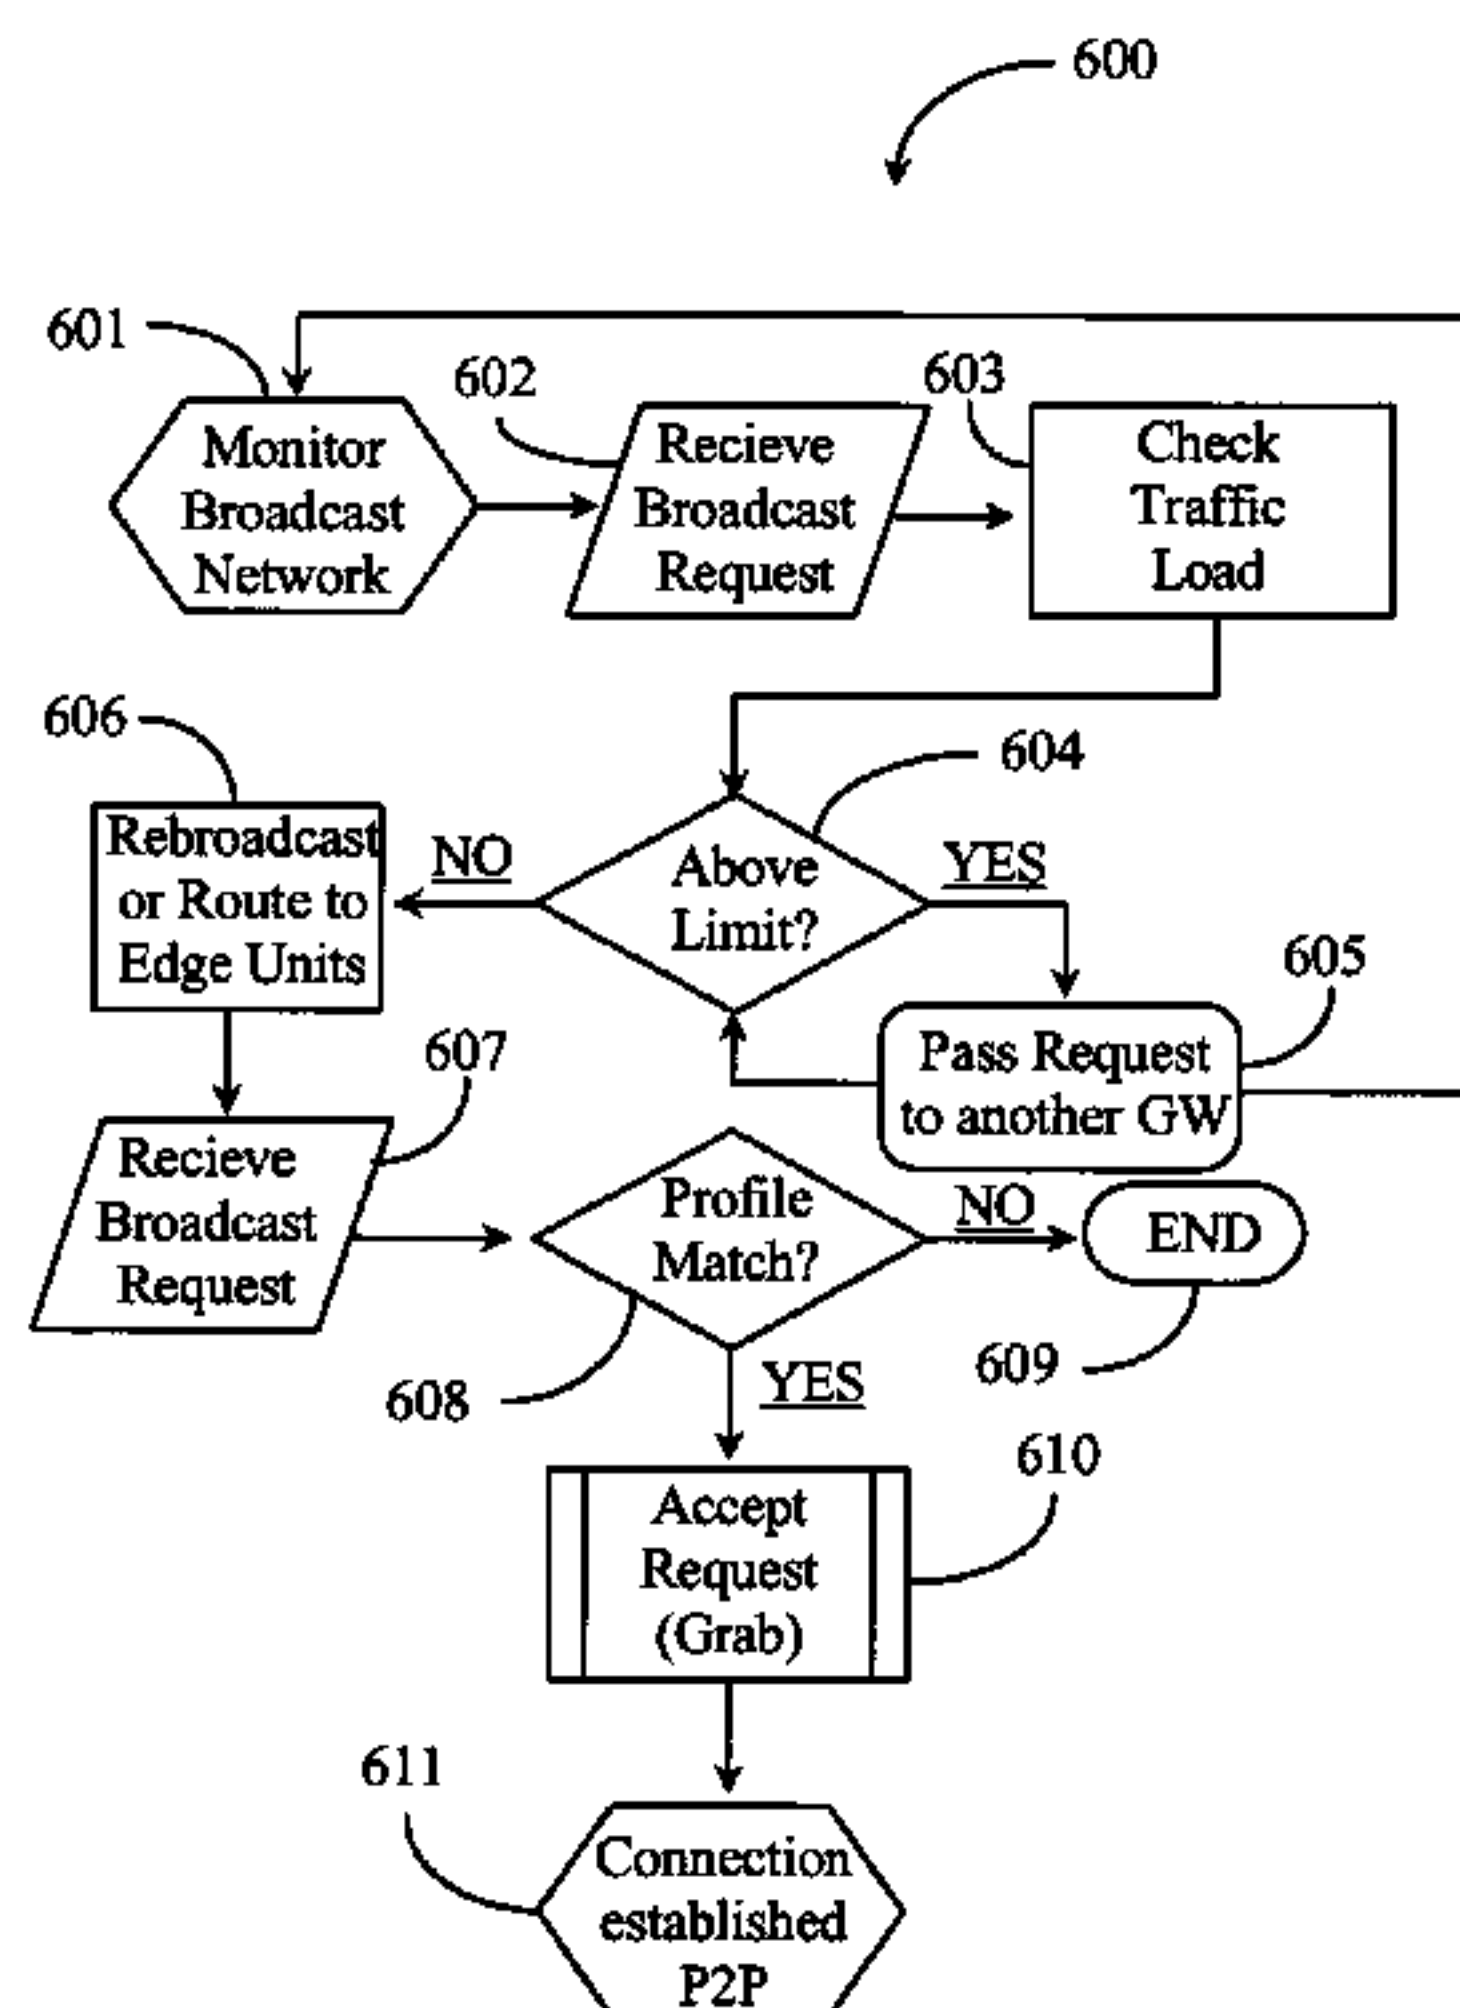 600
601
602
603
Monitor
Broadcast
Network
Recieve
Broadcast
Request
Check
Traffic
Load
606
604
Rebroadcast
or Route to
Edge Units
NO
Above
Limit?
YES
605
Pass Request
to another GW
607
Recieve
Broadcast
Request
Profile
Match?
NO
END
608
YES
609
610
Accept
Request
(Grab)
611
Connection
established
P2P